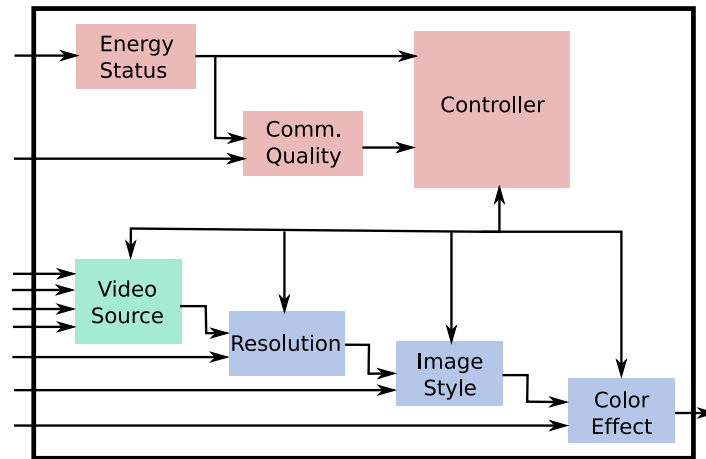 Energy
Status
Controller
Comm.
Quality
Video
Source
Resolution
Image
Style
Color
Effect